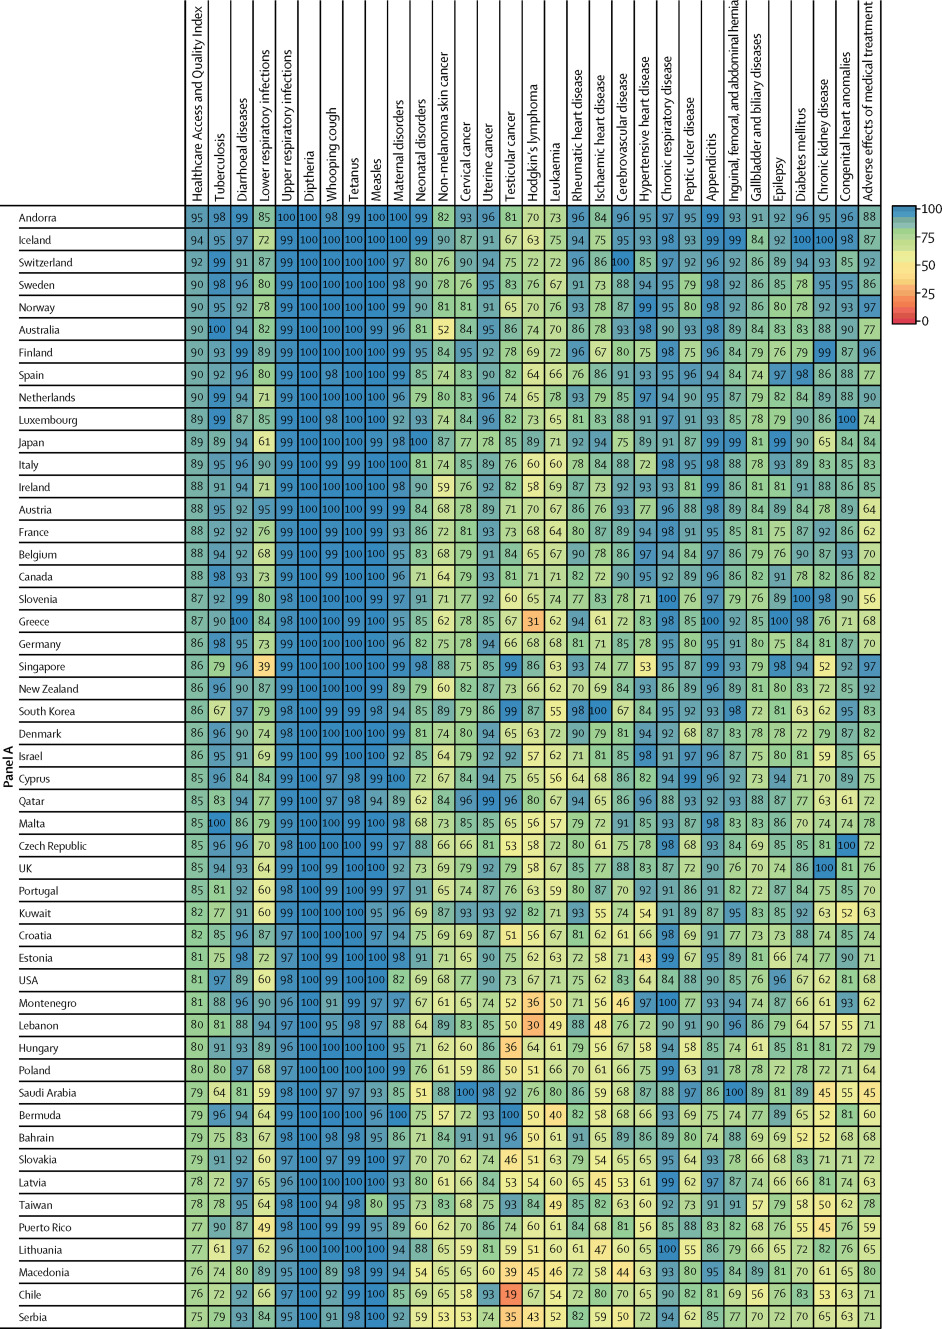 Healthcare Access and Quality Index
Tuberculosis
Diarrhoeal diseases
Lower respiratory infections
Upper respiratory infections
Diptheria
Whooping cough
Tetanus
Measles
Maternal disorders
Neonatal disorders
Non-melanoma skin cancer
Cervical cancer
Uterine cancer
Testicular cancer
Hodgkin's lymphoma
Leukaemia
Rheumatic heart disease
Ischaemic heart disease
Cerebrovascular disease
Hypertensive heart disease
Chronic respiratory disease
Peptic ulcer disease
Appendicitis
Inguinal, femoral, and abdominal hernia
Gallbladder and biliary diseases
Epilepsy
Diabetes mellitus
Chronic kidney disease
Congenital heart anomalies
Adverse effects of medical treatment
Panel A
Andorra 95 98 99 85 100 100 98 99 100 100 99 82 93 96 81 70 73 96 84 96 95 97 95 99 93 91 92 96 95 96 88
Iceland 94 95 97 72 99 100 100 100 100 100 99 90 87 91 67 63 75 94 75 95 93 98 93 99 99 84 92 100 100 98 87
Switzerland 92 99 91 87 99 100 100 100 100 97 80 76 90 94 75 72 72 96 86 100 85 97 92 96 92 86 89 94 93 85 92
Sweden 90 98 96 80 99 100 100 100 100 98 90 78 76 95 83 76 67 91 73 88 94 95 79 98 92 86 85 78 95 95 86
Norway 90 95 92 78 99 100 100 100 100 99 90 81 81 91 65 70 76 93 78 87 99 95 80 98 92 86 80 78 92 93 97
Australia 90 100 94 82 99 100 100 100 99 96 81 52 84 95 86 74 70 86 78 93 98 90 93 98 89 84 83 83 88 90 77
Finland 90 93 99 89 99 100 100 100 100 99 95 84 95 92 78 69 72 96 67 80 75 98 75 96 84 79 76 79 99 87 96
Spain 90 92 96 80 99 100 98 100 100 99 85 74 83 90 82 64 66 76 86 91 93 95 96 94 84 74 97 98 86 88 77
Netherlands 90 99 94 71 99 100 100 100 100 96 79 80 83 96 74 65 78 93 79 85 97 94 90 95 87 79 82 84 89 88 90
Luxembourg 89 99 87 85 99 100 98 100 100 92 93 74 84 96 82 73 65 81 83 88 91 97 91 93 85 78 79 90 86 100 74
Japan 89 89 94 61 99 100 100 100 99 98 100 87 77 78 85 89 71 92 94 75 89 91 87 99 99 81 99 90 65 84 84
Italy 89 95 96 90 99 100 100 99 100 100 81 74 85 89 76 60 60 78 84 88 72 98 95 98 88 78 93 89 83 85 83
Ireland 88 91 94 71 99 100 100 100 100 98 90 59 76 92 82 58 69 87 73 92 93 93 81 99 86 81 81 91 88 86 85
Austria 88 95 92 95 99 100 100 99 100 99 84 68 78 89 71 70 67 86 76 93 77 96 88 98 89 84 89 84 78 89 64
France 88 92 92 76 99 100 99 100 99 93 86 72 81 93 73 68 64 80 87 89 94 98 91 95 85 81 75 87 92 86 62
Belgium 88 94 92 68 99 100 99 100 100 95 83 68 79 91 84 65 67 90 78 86 97 94 84 97 86 79 76 90 87 93 70
Canada 88 98 93 73 99 100 99 100 100 96 71 64 79 93 81 71 71 82 72 90 95 92 89 96 86 82 91 78 82 86 82
Slovenia 87 92 99 80 98 100 100 100 99 97 91 71 77 92 60 65 74 77 83 78 71 100 76 97 79 76 89 100 98 90 56
Greece 87 90 100 84 98 100 100 100 100 95 85 62 78 85 67 31 62 94 61 72 83 98 85 100 92 85 100 98 76 71 68
Germany 86 98 95 73 99 100 99 100 100 96 82 75 78 94 66 68 68 81 71 85 78 95 80 95 91 80 75 84 81 87 70
Singapore 86 79 96 39 99 100 100 100 100 99 98 88 75 85 99 86 63 93 74 77 53 95 87 99 93 79 98 94 52 92 97
New Zealand 86 96 90 87 99 100 100 100 99 89 79 60 82 87 73 66 62 70 69 84 93 86 89 96 89 81 80 83 72 85 92
South Korea 86 67 97 79 98 100 99 99 98 94 85 89 79 86 99 87 55 98 100 67 84 95 92 93 98 72 81 63 62 95 83
Denmark 86 96 90 74 98 100 100 100 100 98 81 74 80 94 65 63 72 90 79 81 94 92 68 87 83 78 78 72 79 87 82
Israel 86 95 91 69 99 100 99 99 100 92 85 64 79 92 92 57 62 71 81 85 98 91 97 96 87 75 80 81 59 85 65
Cyprus 85 96 84 84 99 100 97 98 99 100 72 67 84 94 75 65 56 64 68 86 82 94 99 96 92 73 94 71 70 89 75
Qatar 85 83 94 77 99 100 97 98 94 89 62 84 96 99 96 80 67 94 65 86 96 88 93 92 93 88 87 77 63 61 72
Malta 85 100 86 79 99 100 100 99 100 98 68 73 85 85 65 56 57 79 72 91 85 93 87 98 83 83 86 70 74 74 78
Czech Republic 85 96 96 70 98 100 100 100 99 97 88 66 66 81 53 58 72 80 61 75 78 98 68 93 84 69 85 85 81 100 72
UK 85 94 93 64 99 100 99 100 100 97 73 69 79 92 79 58 67 85 77 88 83 87 72 90 76 70 74 86 100 81 76
Portugal 85 81 92 60 98 100 99 100 99 97 91 65 74 87 76 63 59 80 87 70 92 91 86 91 82 72 87 84 75 85 70
Kuwait 82 77 91 60 99 100 100 100 95 96 69 87 93 93 92 82 71 93 55 74 54 91 89 87 95 83 85 92 63 52 63
Croatia 82 85 96 87 97 100 100 100 97 94 75 69 69 87 51 56 67 81 62 61 66 98 69 91 77 73 73 88 74 85 74
Estonia 81 75 98 72 97 100 99 100 100 98 91 71 65 90 75 62 63 72 58 71 43 99 67 95 89 81 66 74 77 90 71
USA 81 97 89 60 98 100 99 100 100 82 69 68 77 90 73 67 71 75 62 83 64 84 88 90 85 76 96 67 62 81 68
Montenegro 81 88 96 90 96 100 91 99 97 97 67 61 65 74 52 36 50 71 56 46 97 100 77 93 94 74 87 66 61 93 62
Lebanon 80 81 88 94 97 100 95 98 97 88 64 89 83 85 50 30 49 88 48 76 72 90 91 90 96 86 79 64 57 55 71
Hungary 80 91 93 89 96 100 100 100 100 95 71 62 60 86 36 64 61 79 56 67 58 94 58 85 74 61 85 81 81 72 79
Poland 80 80 97 68 97 100 100 100 100 98 76 61 59 86 50 51 66 70 61 66 75 99 63 91 78 78 72 78 72 71 64
Saudi Arabia 79 64 81 59 98 100 97 97 93 85 51 88 100 98 92 76 80 86 59 68 87 88 97 86 100 89 81 89 45 55 45
Bermuda 79 96 94 64 99 100 100 100 96 100 75 57 72 93 100 50 40 82 58 68 66 93 69 75 74 77 89 65 52 81 60
Bahrain 79 75 83 67 98 100 98 98 95 86 71 84 91 91 96 50 61 91 65 89 86 89 80 74 88 69 69 52 52 68 68
Slovakia 79 91 92 60 97 100 97 99 100 97 70 70 62 74 46 51 63 79 54 65 65 95 64 93 78 66 68 83 71 71 72
Latvia 78 72 97 65 96 100 100 100 100 93 80 61 66 84 53 54 60 65 45 53 61 99 62 97 87 74 66 66 81 74 63
Taiwan 78 78 95 64 98 100 94 98 80 95 73 83 68 75 93 84 49 85 82 63 60 92 73 91 91 57 79 58 50 62 78
Puerto Rico 77 90 87 49 98 100 99 99 95 89 60 62 70 86 74 60 61 84 68 81 56 85 88 83 82 68 76 55 45 76 59
Lithuania 77 61 97 62 96 100 100 100 100 94 88 65 59 81 59 51 60 61 47 60 65 100 55 86 79 66 65 72 82 76 65
Macedonia 76 74 80 89 95 100 89 98 99 94 54 65 65 60 39 45 46 72 58 44 63 93 80 95 84 89 81 70 61 65 80
Chile 76 72 92 66 97 100 92 99 100 85 69 65 58 93 19 67 54 72 80 70 65 90 82 81 69 56 76 83 53 63 71
Serbia 75 79 93 84 95 100 91 98 100 92 59 53 53 74 35 43 52 82 59 50 72 94 62 85 77 70 72 70 65 63 71
100
75
50
25
0